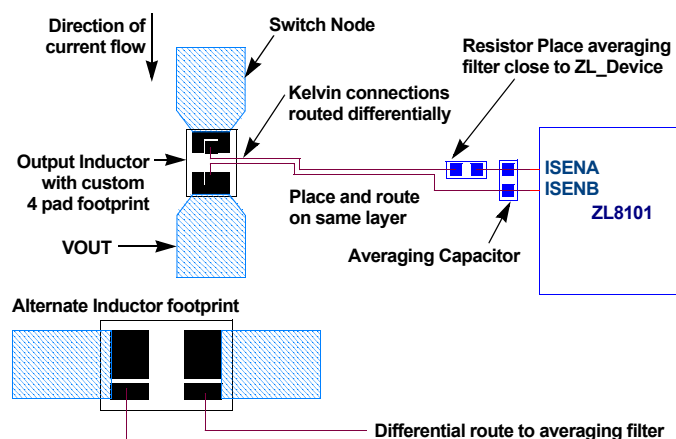 Direction of
current flow
Switch Node
Resistor Place averaging
filter close to ZL_Device
Kelvin connections
routed differentially
Output Inductor
with custom
4 pad footprint
ISENA
ISENB
ZL8101
Place and route
on same layer
VOUT
Averaging Capacitor
Alternate Inductor footprint
Differential route to averaging filter